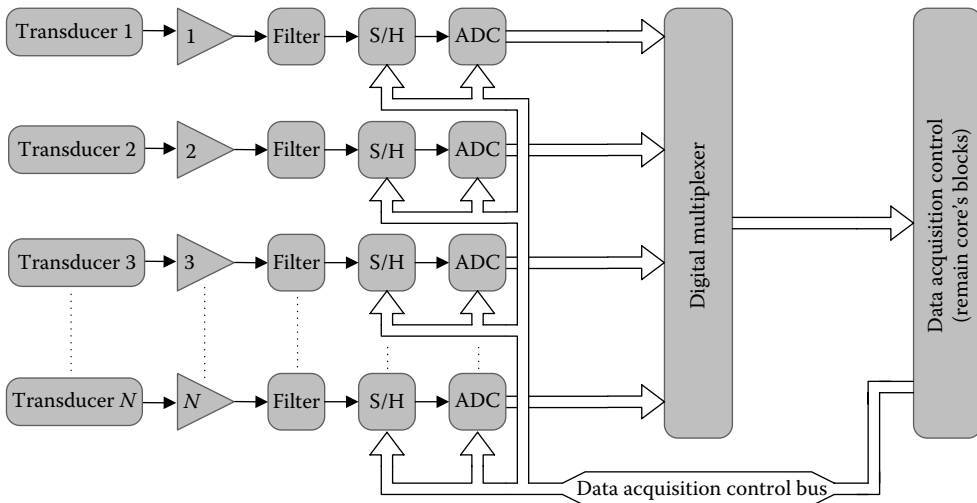 Transducer 1
1
Filter
S/H
ADC
Transducer 2
2
Filter
S/H
ADC
Transducer 3
3
Filter
S/H
ADC
Transducer N
N
Filter
S/H
ADC
Digital multiplexer
Data acquisition control
(remain core's blocks)
Data acquisition control bus